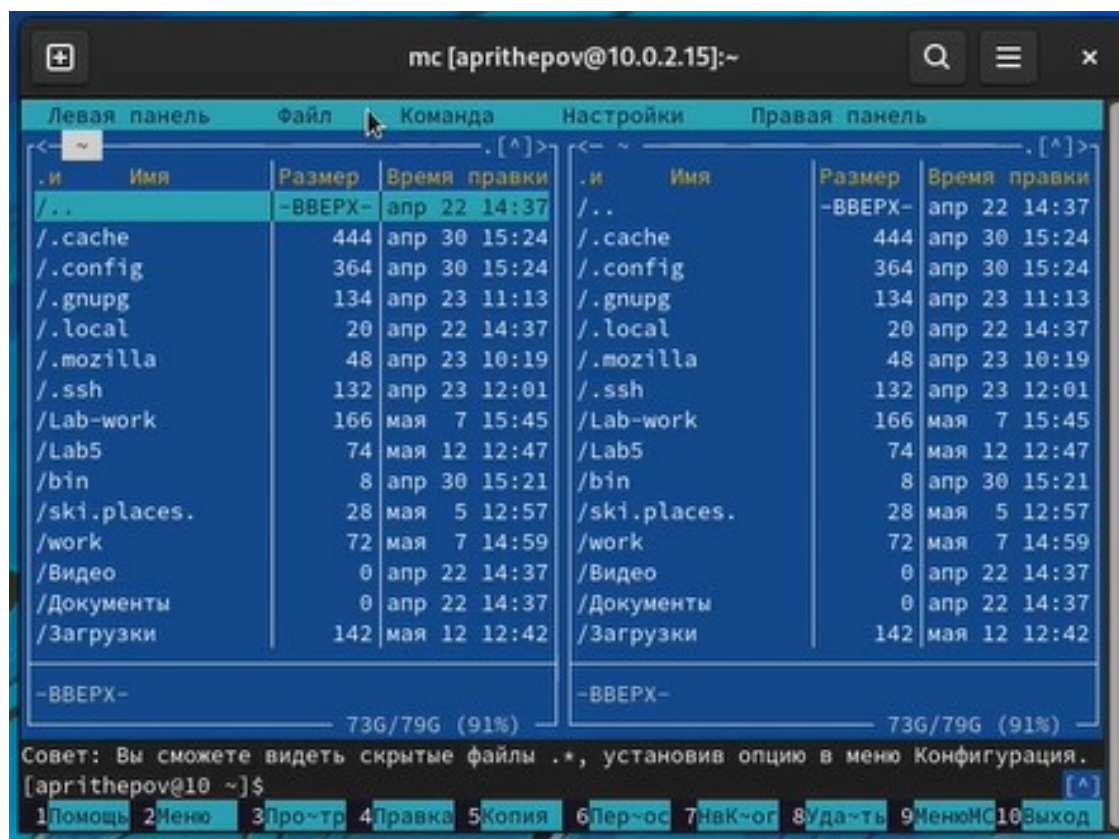 mc [aprithepov@10.0.2.15]:~
Левая панель Файл Команда Настройки Правая панель
<- ~ .[^]> <- ~ .[^]>
.и Имя Размер Время правки .и Имя Размер Время правки
/.. -ВВЕРХ- апр 22 14:37 /.. -ВВЕРХ- апр 22 14:37
/.cache 444 апр 30 15:24 /.cache 444 апр 30 15:24
/.config 364 апр 30 15:24 /.config 364 апр 30 15:24
/.gnupg 134 апр 23 11:13 /.gnupg 134 апр 23 11:13
/.local 20 апр 22 14:37 /.local 20 апр 22 14:37
/.mozilla 48 апр 23 10:19 /.mozilla 48 апр 23 10:19
/.ssh 132 апр 23 12:01 /.ssh 132 апр 23 12:01
/Lab-work 166 мая 7 15:45 /Lab-work 166 мая 7 15:45
/Lab5 74 мая 12 12:47 /Lab5 74 мая 12 12:47
/bin 8 апр 30 15:21 /bin 8 апр 30 15:21
/ski.places. 28 мая 5 12:57 /ski.places. 28 мая 5 12:57
/work 72 мая 7 14:59 /work 72 мая 7 14:59
/Видео 0 апр 22 14:37 /Видео 0 апр 22 14:37
/Документы 0 апр 22 14:37 /Документы 0 апр 22 14:37
/Загрузки 142 мая 12 12:42 /Загрузки 142 мая 12 12:42
-ВВЕРХ- -ВВЕРХ-
73G/79G (91%) 73G/79G (91%)
Совет: Вы сможете видеть скрытые файлы .*, установив опцию в меню Конфигурация.
[aprithepov@10 ~]$ [^]
1Помощь 2Меню 3Про~тр 4Правка 5Копия 6Пер~ос 7НвК~ог 8Уда~ть 9МенюМС 10Выход